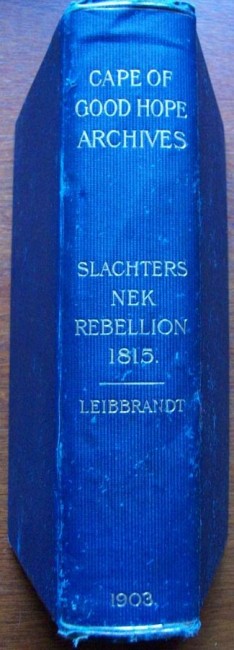 CAPE OF
GOOD HOPE
ARCHIVES
SLACHTERS
NEK
REBELLION
1815.
LEIBBRANDT
1903.